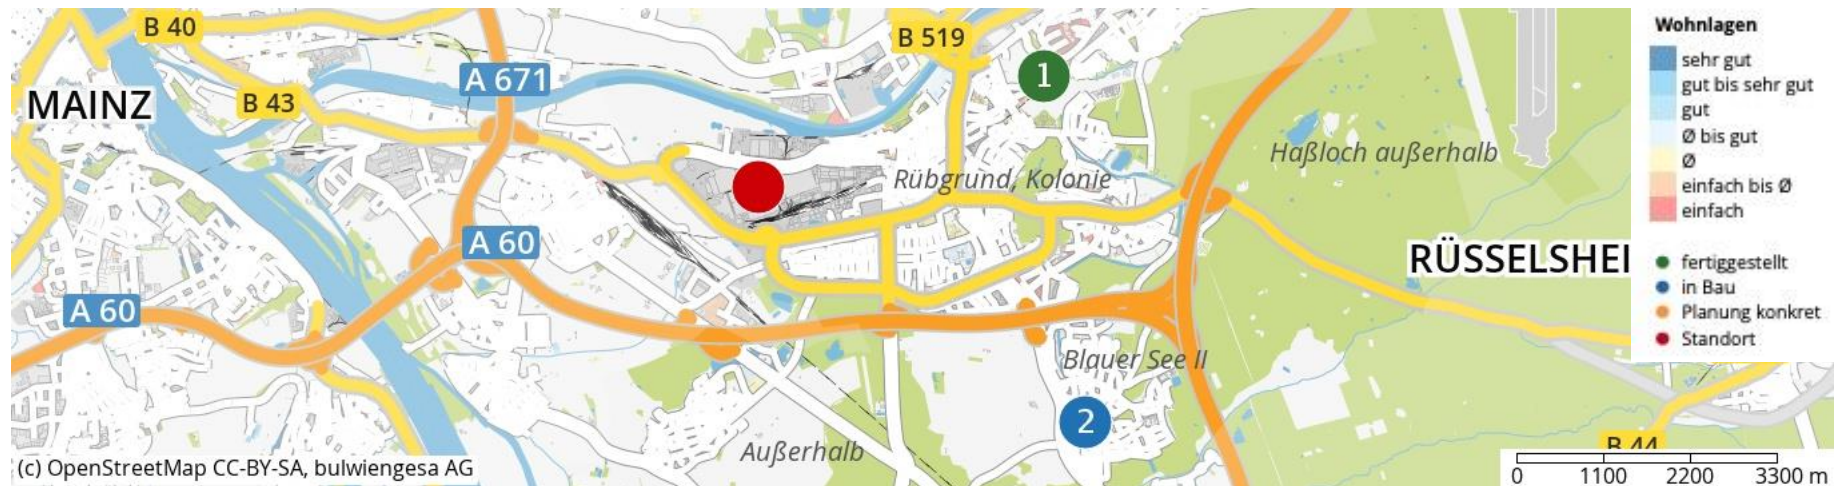 B 40
B 519
A 671
1
MAINZ
B 43
Haßloch außerhalb
Rübgrund, Kolonie
A 60
RÜSSELSHEI
A 60
Blauer See II
2
Außerhalb
B 44
(c) OpenStreetMap CC-BY-SA, bulwiengesa AG
Wohnlagen
sehr gut
gut bis sehr gut
gut
Ø bis gut
Ø
einfach bis Ø
einfach
fertiggestellt
in Bau
Planung konkret
Standort
0 1100 2200 3300 m